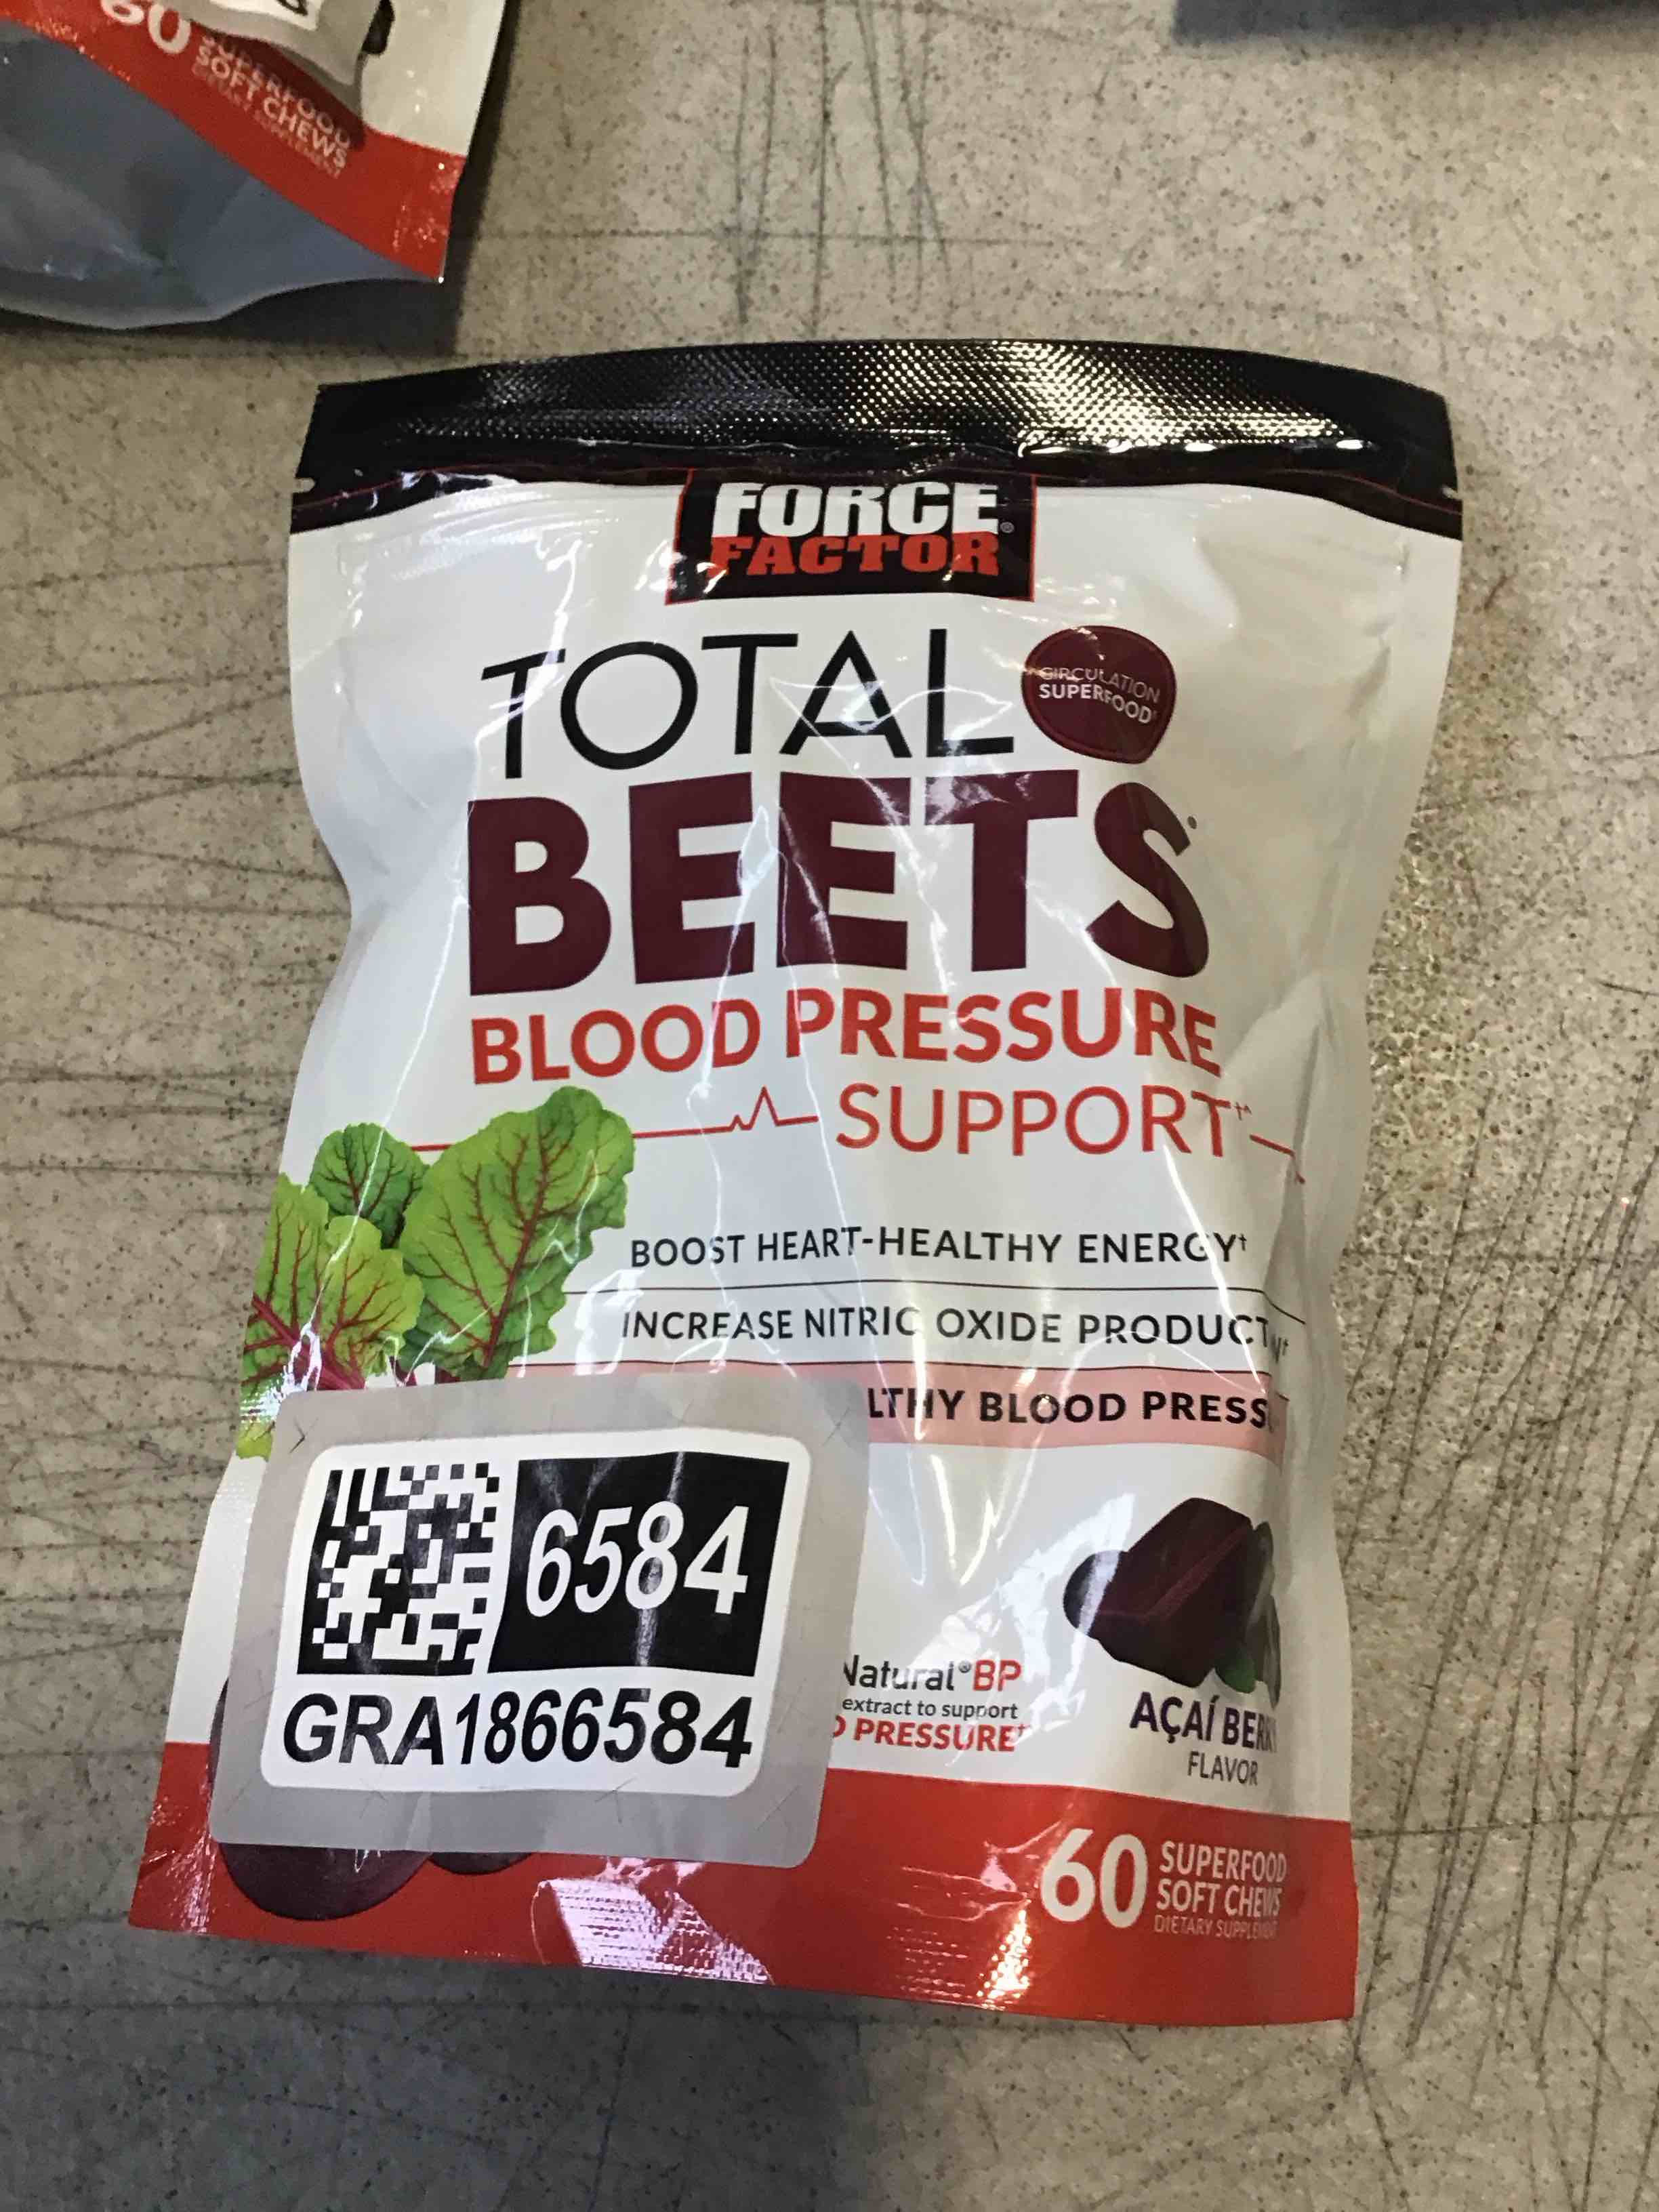 60 SUPERFOOD
SOFT CHEWS
FORCE
FACTOR
TOTAL
CIRCULATION
SUPERFOOD
BEETS
BLOOD PRESSURE
SUPPORT†^
BOOST HEART-HEALTHY ENERGY†
INCREASE NITRIC OXIDE PRODUCT
LTHY BLOOD PRESS
6584
GRA1866584
Natural®BP
extract to support
D PRESSURE†
AÇAÍ BER
FLAVOR
60 SUPERFOOD
SOFT CHEWS
DIETARY SUPPLEMENT